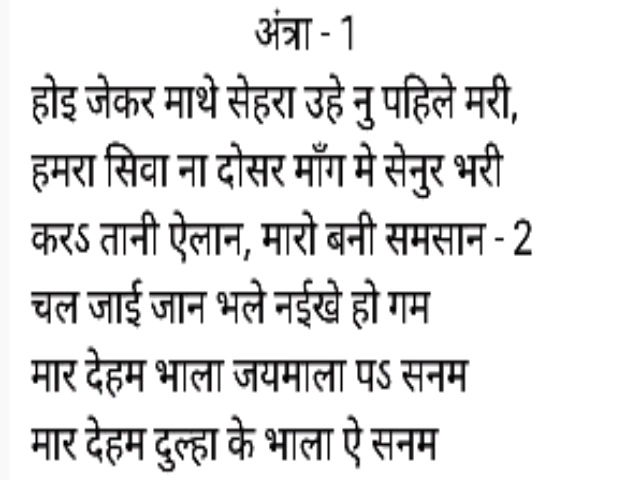 अंत्रा - 1
होइ जेकर माथे सेहरा उहे नु पहिले मरी,
हमरा सिवा ना दोसर माँग मे सेनुर भरी
करऽ तानी ऐलान, मारो बनी समसान - 2
चल जाई जान भले नईखे हो गम
मार देहम भाला जयमाला पऽ सनम
मार देहम दुल्हा के भाला ऐ सनम